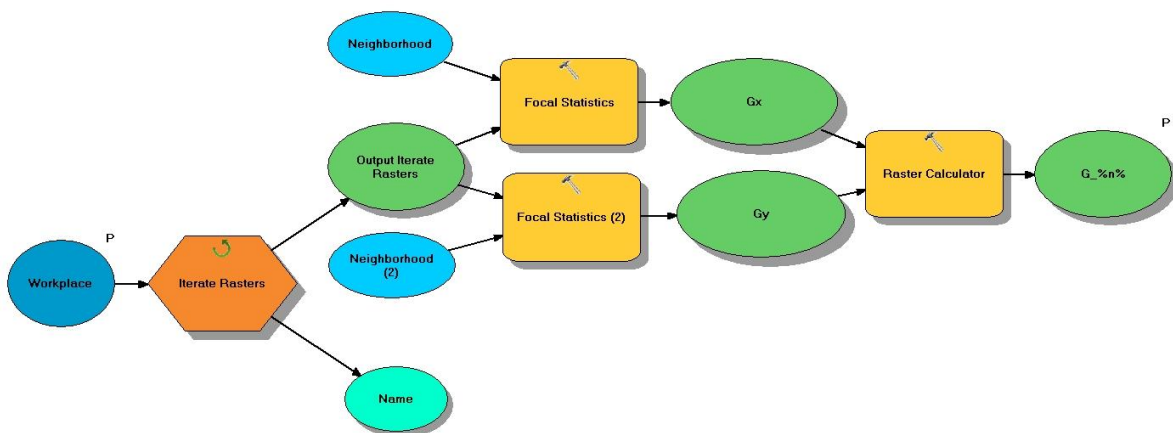 Neighborhood
Focal Statistics
Gx
P
Output Iterate
Rasters
Raster Calculator
G_%n%
Focal Statistics (2)
Gy
P
Neighborhood
(2)
Workplace
Iterate Rasters
Name